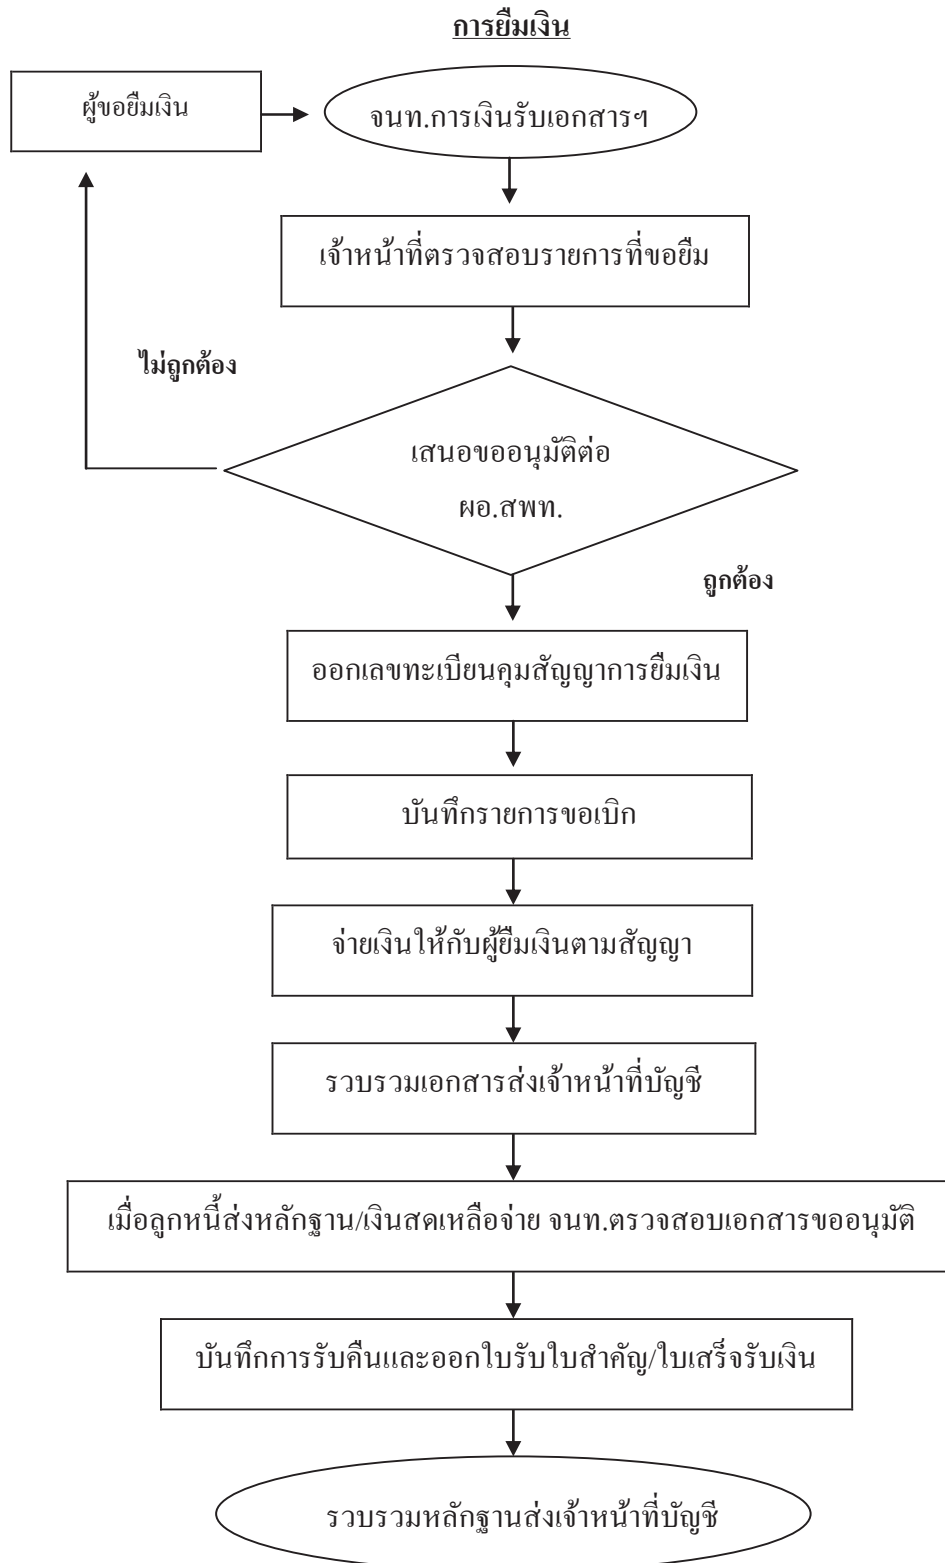 การยืมเงิน
ผู้ขอยืมเงิน
จนท.การเงินรับเอกสารฯ
เจ้าหน้าที่ตรวจสอบรายการที่ขอยืม
ไม่ถูกต้อง
เสนอขออนุมัติต่อ
ผอ.สพท.
ถูกต้อง
ออกเลขทะเบียนคุมสัญญาการยืมเงิน
บันทึกรายการขอเบิก
จ่ายเงินให้กับผู้ยืมเงินตามสัญญา
รวบรวมเอกสารส่งเจ้าหน้าที่บัญชี
เมื่อลูกหนี้ส่งหลักฐาน/เงินสดเหลือจ่าย จนท.ตรวจสอบเอกสารขออนุมัติ
บันทึกการรับคืนและออกใบรับใบสำคัญ/ใบเสร็จรับเงิน
รวบรวมหลักฐานส่งเจ้าหน้าที่บัญชี